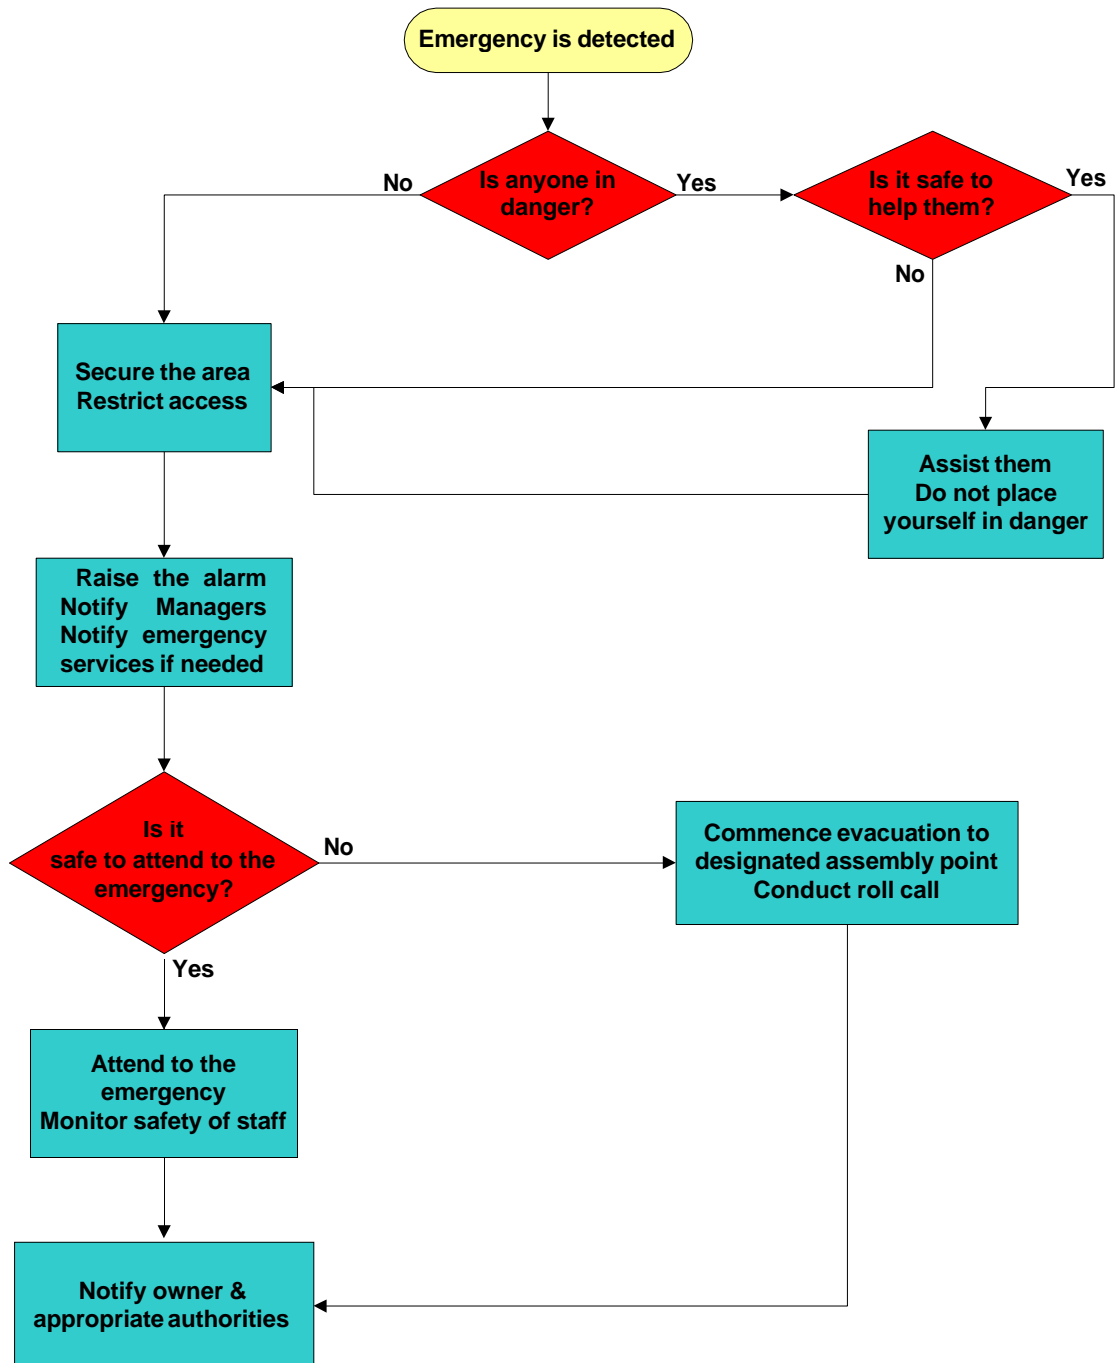 Emergency is detected
Is anyone in
danger?
No
Yes
Is it safe to
help them?
Yes
No
Secure the area
Restrict access
Assist them
Do not place
yourself in danger
Raise the alarm
Notify Managers
Notify emergency
services if needed
Is it
safe to attend to the
emergency?
No
Yes
Commence evacuation to
designated assembly point
Conduct roll call
Attend to the
emergency
Monitor safety of staff
Notify owner &
appropriate authorities